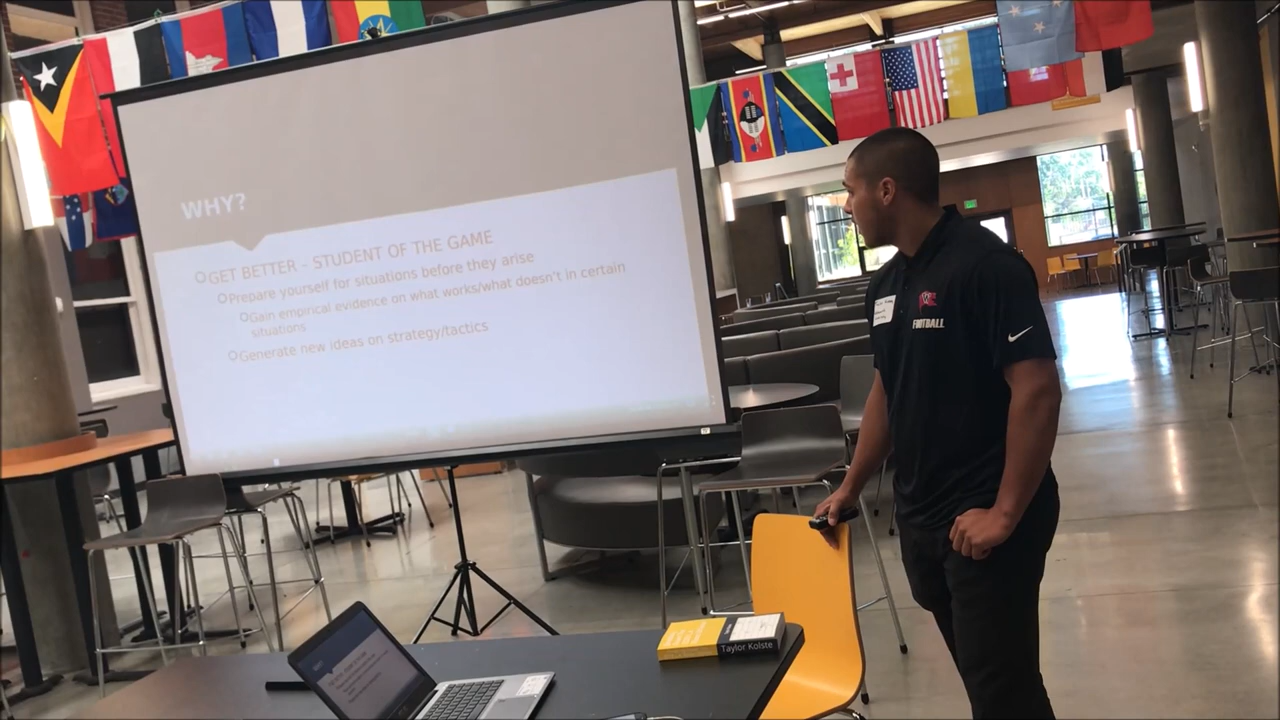 WHY?
GET BETTER - STUDENT OF THE GAME
Prepare yourself for situations before they arise
Gain empirical evidence on what works/what doesn't in certain
situations
Generate new ideas on strategy/tactics
FOOTBALL
Taylor Kolste